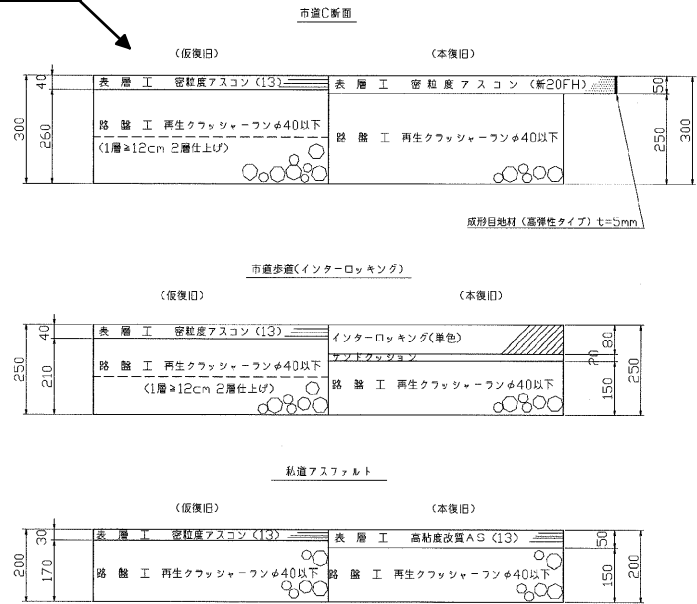 市道C断面
(仮復旧) (本復旧)
40 表層工 密粒度アスコン(13) 表層工 密粒度アスコン(新20FH) 50
300 260 路盤工 再生クラッシャーランφ40以下 路盤工 再生クラッシャーランφ40以下 250 300
(1層≧12cm 2層仕上げ)
成形目地材(高弾性タイプ) t=5mm
市道歩道(インターロッキング)
(仮復旧) (本復旧)
40 表層工 密粒度アスコン(13) インターロッキング(単色) 80
サンドクッション 20
250 210 路盤工 再生クラッシャーランφ40以下 路盤工 再生クラッシャーランφ40以下 150 250
(1層≧12cm 2層仕上げ)
私道アスファルト
(仮復旧) (本復旧)
30 表層工 密粒度アスコン(13) 表層工 高粘度改質AS(13) 50
200 170 路盤工 再生クラッシャーランφ40以下 路盤工 再生クラッシャーランφ40以下 150 200